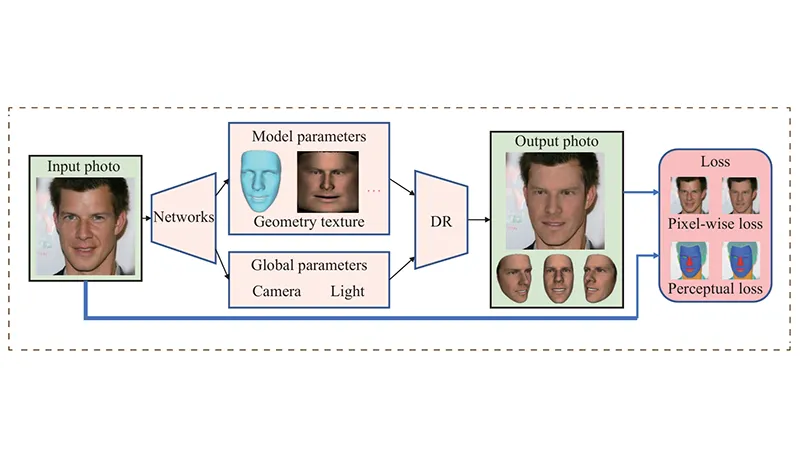 Input photo
Networks
Model parameters
Geometry texture
...
Global parameters
Camera Light
DR
Output photo
Loss
Pixel-wise loss
Perceptual loss